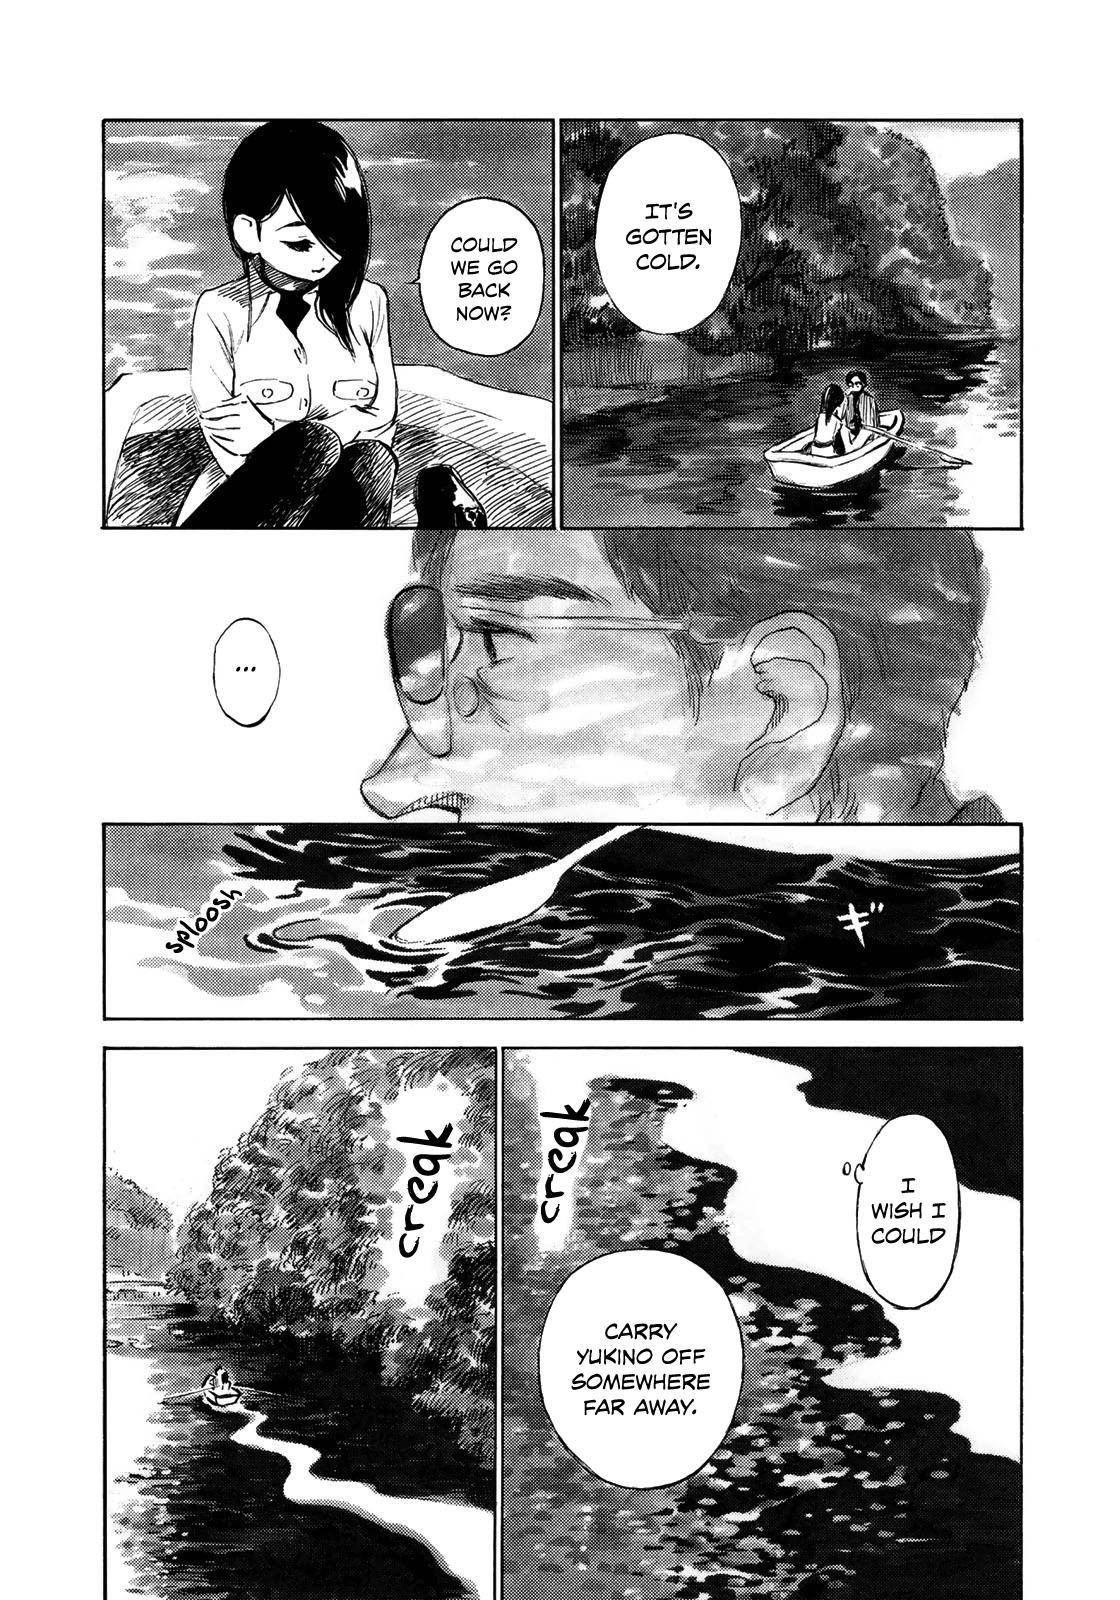 IT'S
GOTTEN
COLD.
COULD
WE GO
BACK
NOW?
...
ギ
sploosh
I
WISH I
COULD
creak
CARRY
YUKINO OFF
SOMEWHERE
FAR AWAY.
creak